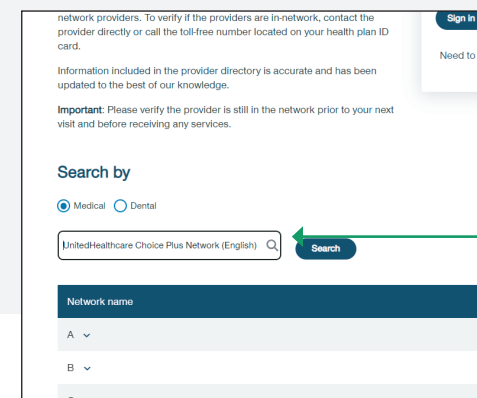 network providers. To verify if the providers are in-network, contact the
provider directly or call the toll-free number located on your health plan ID
card.
Sign In
Need to
Information included in the provider directory is accurate and has been
updated to the best of our knowledge.
Important: Please verify the provider is still in the network prior to your next
visit and before receiving any services.
Search by
Medical Dental
UnitedHealthcare Choice Plus Network (English)
Search
Network name
A
B